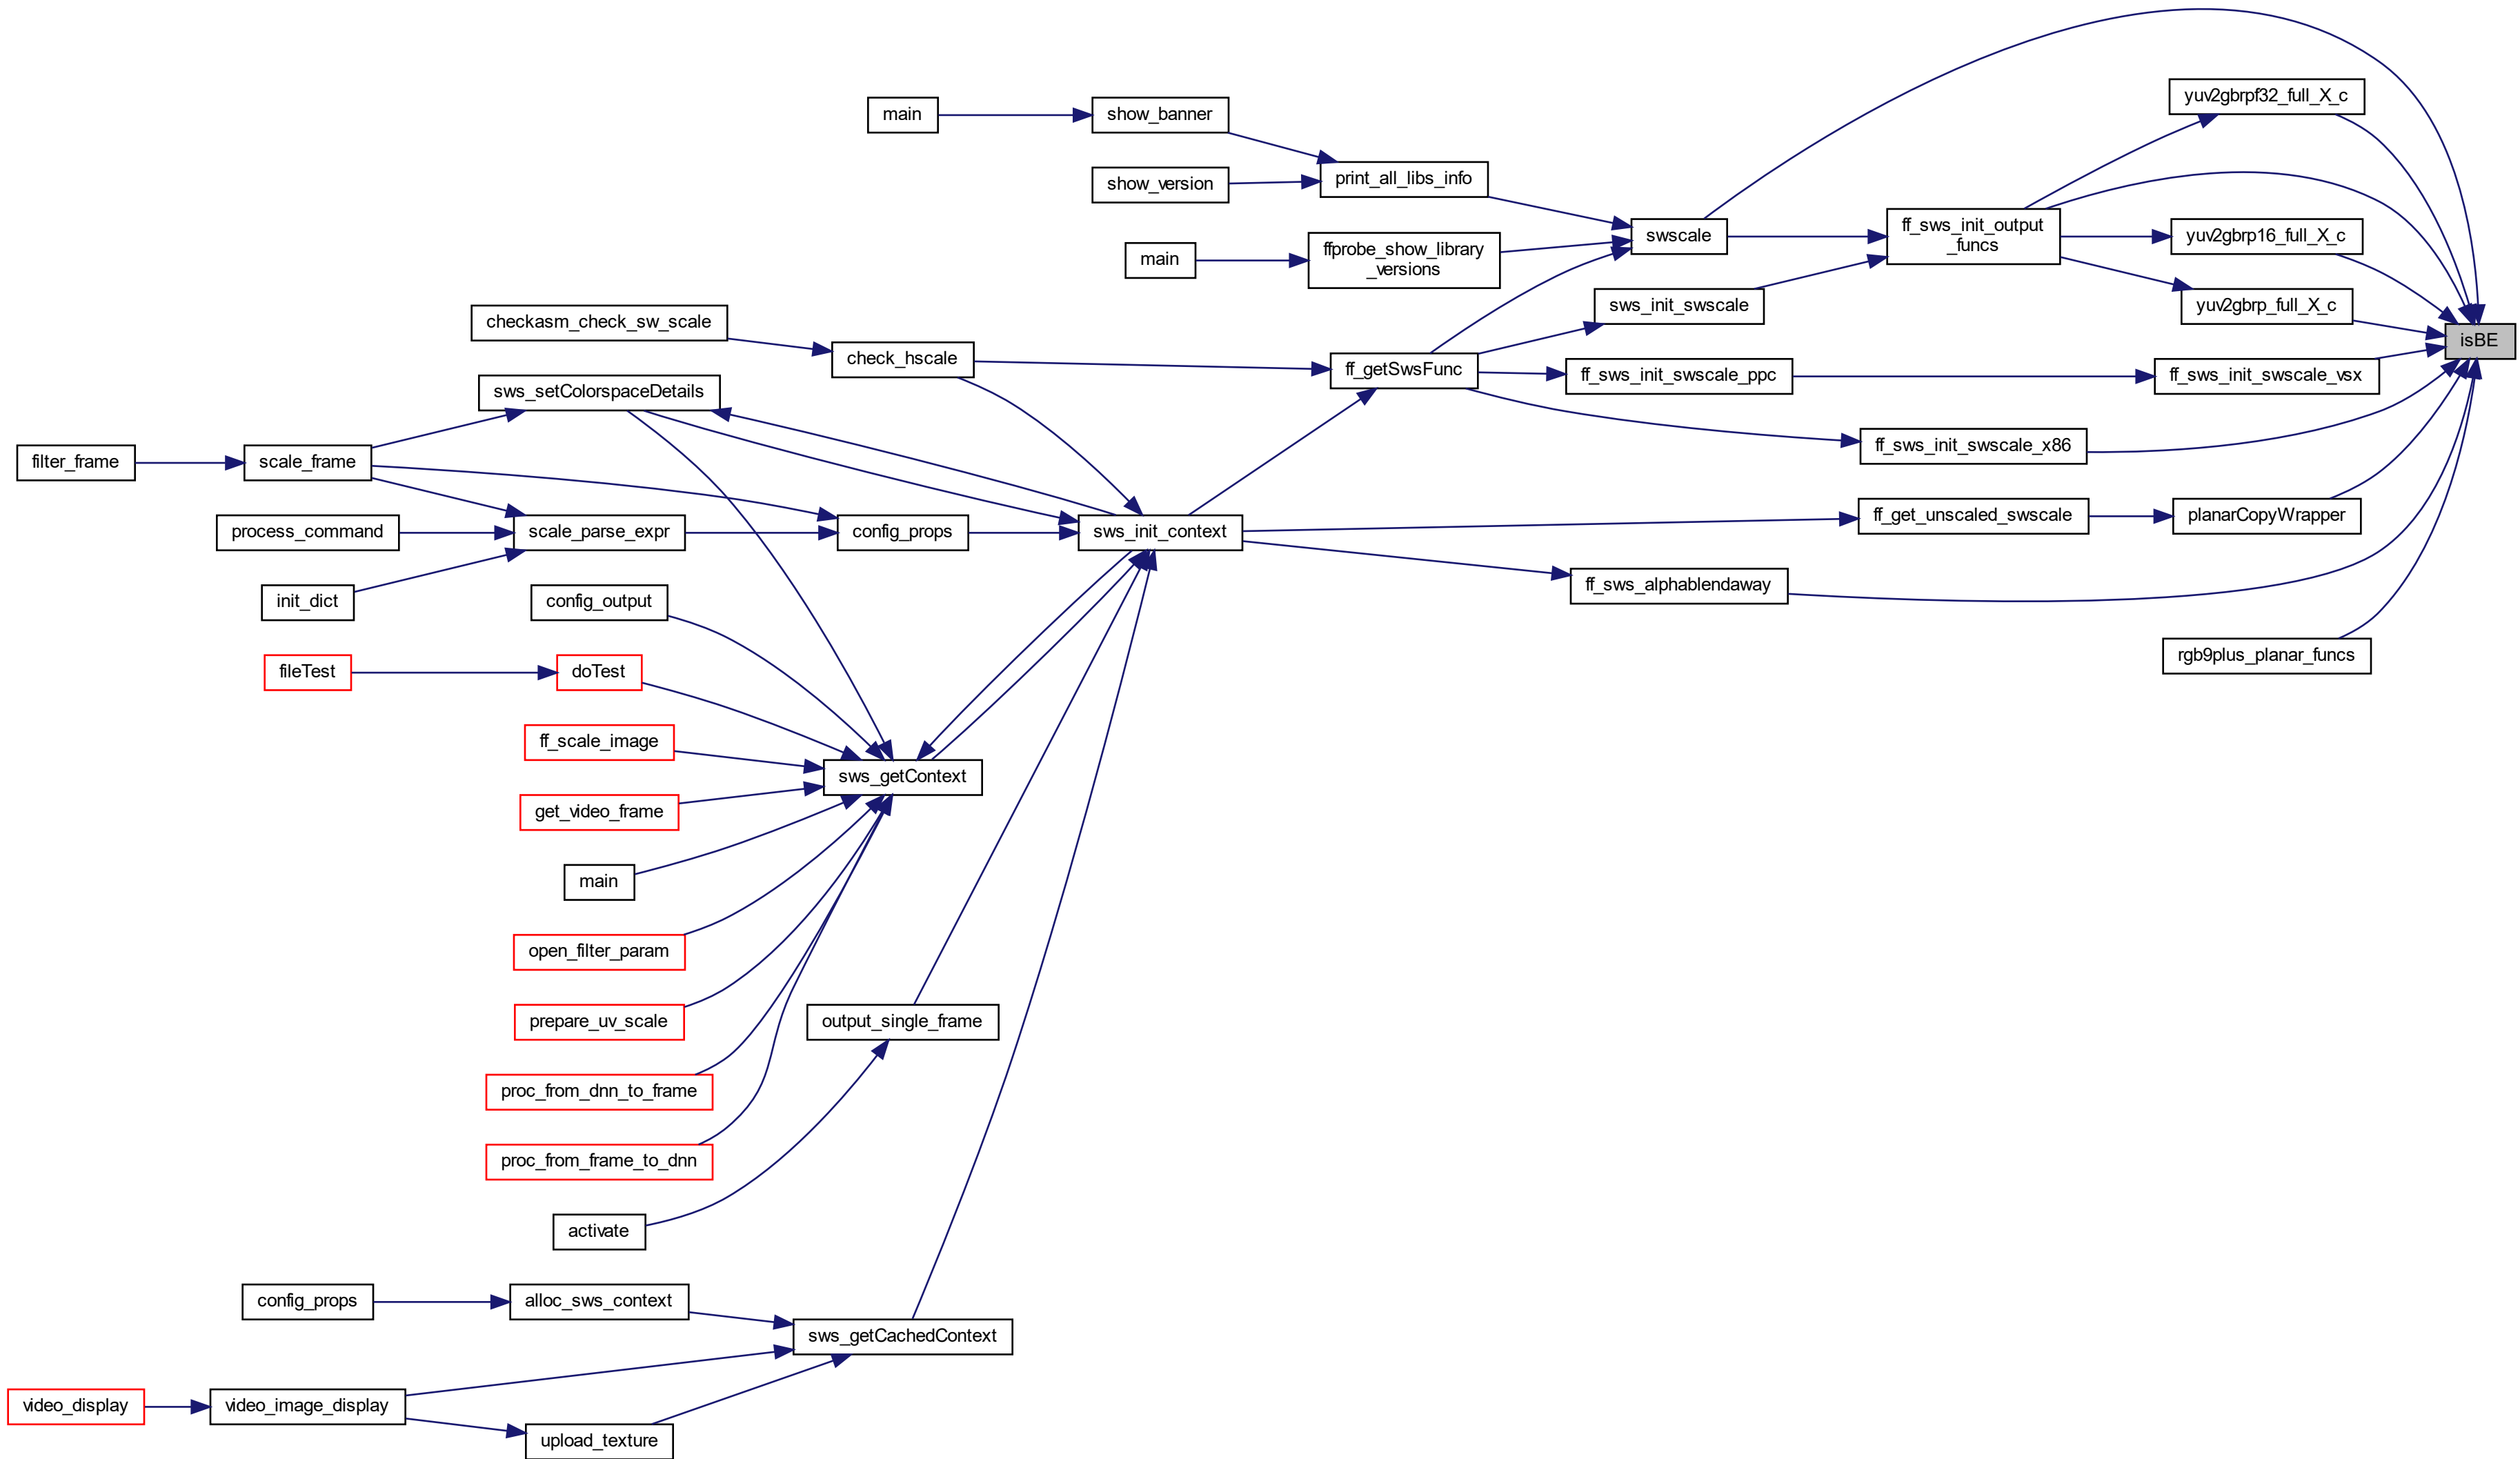 yuv2gbrpf32_full_X_c
main
show_banner
print_all_libs_info
show_version
swscale
ff_sws_init_output
_funcs
yuv2gbrp16_full_X_c
main
ffprobe_show_library
_versions
sws_init_swscale
yuv2gbrp_full_X_c
isBE
checkasm_check_sw_scale
check_hscale
ff_getSwsFunc
ff_sws_init_swscale_ppc
ff_sws_init_swscale_vsx
sws_setColorspaceDetails
filter_frame
scale_frame
ff_sws_init_swscale_x86
process_command
scale_parse_expr
config_props
sws_init_context
ff_get_unscaled_swscale
planarCopyWrapper
init_dict
config_output
ff_sws_alphablendaway
rgb9plus_planar_funcs
fileTest
doTest
ff_scale_image
sws_getContext
get_video_frame
main
open_filter_param
prepare_uv_scale
output_single_frame
proc_from_dnn_to_frame
proc_from_frame_to_dnn
activate
config_props
alloc_sws_context
sws_getCachedContext
video_display
video_image_display
upload_texture